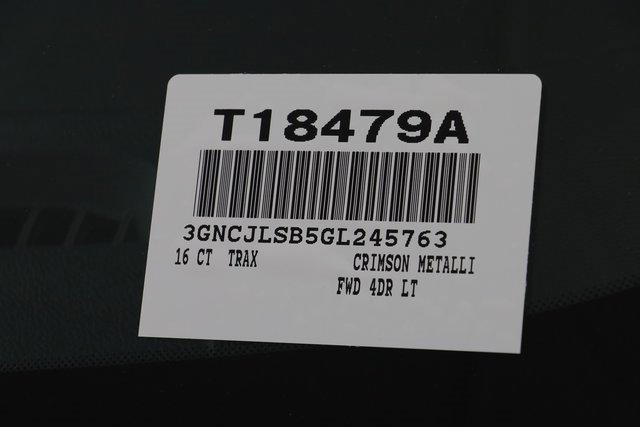 T18479A
3GNCJLSB5GL245763
16 CT TRAX CRIMSON METALLI
FWD 4DR LT